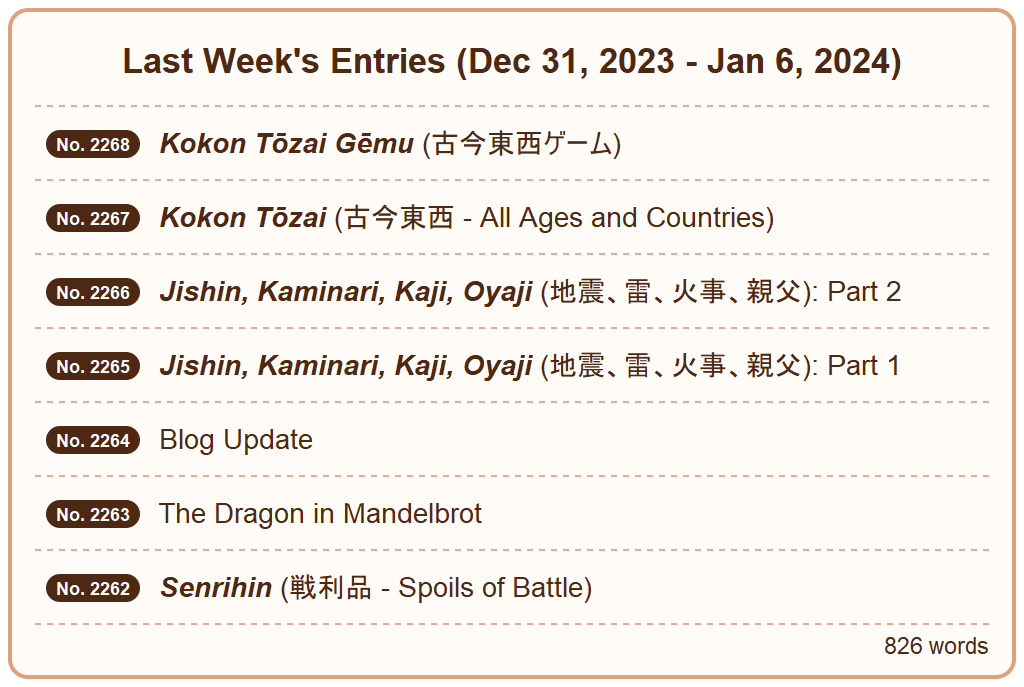 Last Week's Entries (Dec 31, 2023 - Jan 6, 2024)
No. 2268 Kokon Tōzai Gēmu (古今東西ゲーム)
No. 2267 Kokon Tōzai (古今東西 - All Ages and Countries)
No. 2266 Jishin, Kaminari, Kaji, Oyaji (地震、雷、火事、親父): Part 2
No. 2265 Jishin, Kaminari, Kaji, Oyaji (地震、雷、火事、親父): Part 1
No. 2264 Blog Update
No. 2263 The Dragon in Mandelbrot
No. 2262 Senrihin (戦利品 - Spoils of Battle)
826 words